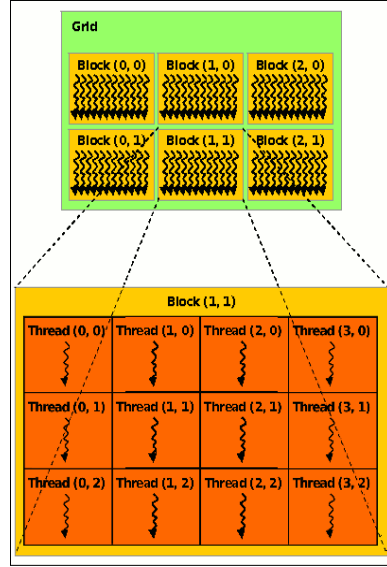 Grid
Block (0, 0) Block (1, 0) Block (2, 0)
Block (0, 1) Block (1, 1) Block (2, 1)
Block (1, 1)
Thread (0, 0) Thread (1, 0) Thread (2, 0) Thread (3, 0)
Thread (0, 1) Thread (1, 1) Thread (2, 1) Thread (3, 1)
Thread (0, 2) Thread (1, 2) Thread (2, 2) Thread (3, 2)